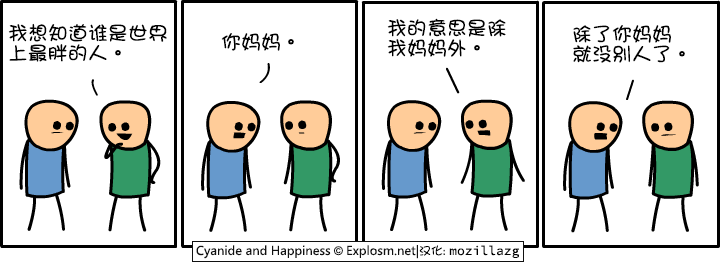 我想知道谁是世界
上最胖的人。
你妈妈。
我的意思是除
我妈妈外。
除了你妈妈
就没别人了。
Cyanide and Happiness © Explosm.net|汉化: mozillazg